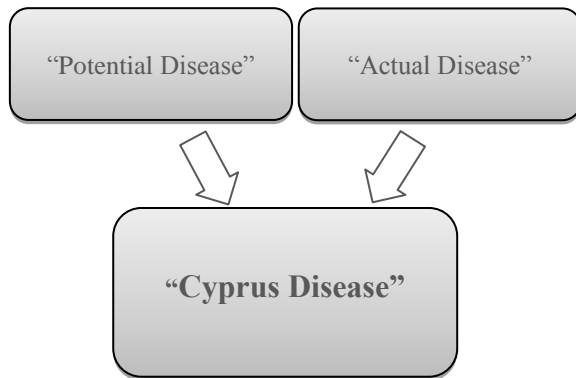 “Potential Disease”
“Actual Disease”
“Cyprus Disease”